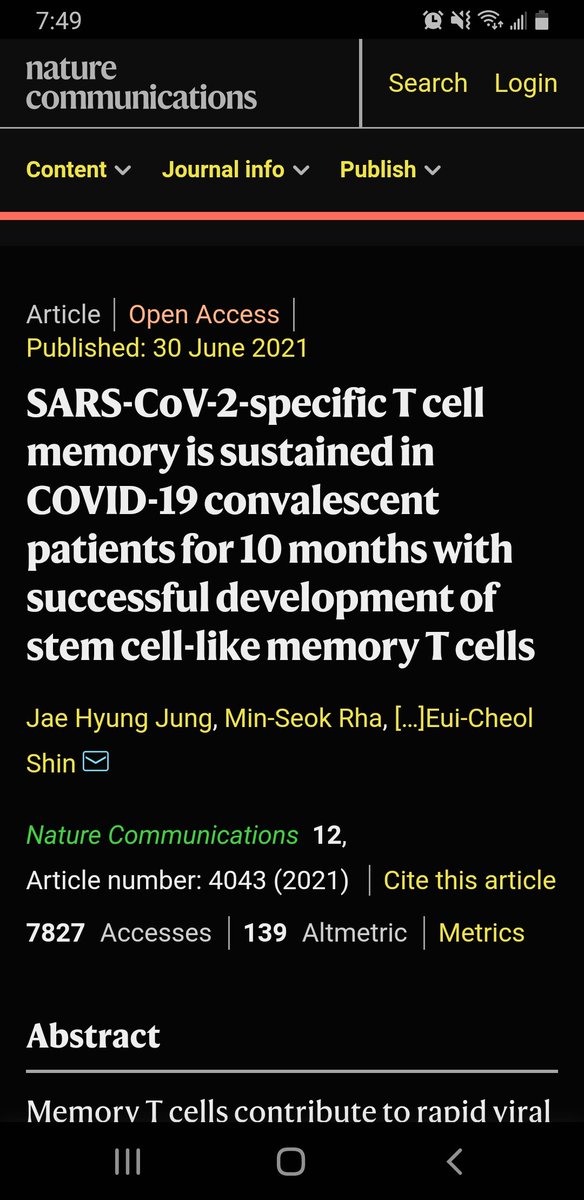 7:49
nature
communications
Search Login
Content Journal info Publish
Article | Open Access |
Published: 30 June 2021
SARS-CoV-2-specific T cell
memory is sustained in
COVID-19 convalescent
patients for 10 months with
successful development of
stem cell-like memory T cells
Jae Hyung Jung, Min-Seok Rha, [...]Eui-Cheol
Shin
Nature Communications 12,
Article number: 4043 (2021) | Cite this article
7827 Accesses | 139 Altmetric | Metrics
Abstract
Memory T cells contribute to rapid viral